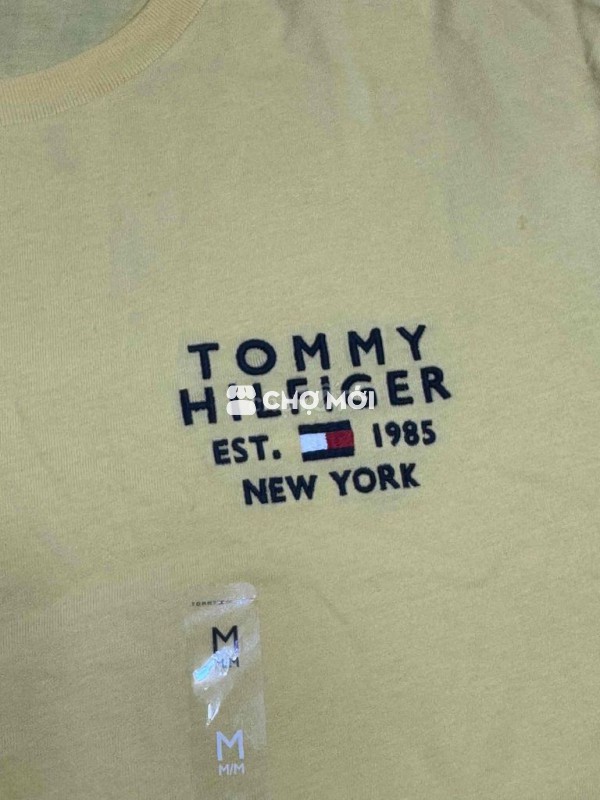 TOMMY
HILFIGER
CHỢ MỚI
EST. 1985
NEW YORK
M
M/M
M
M/M